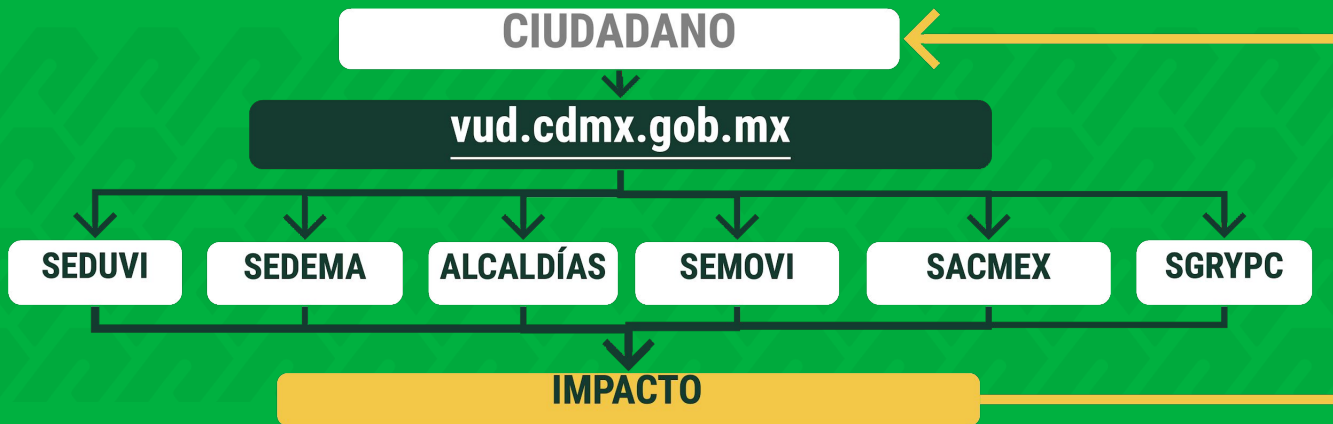 CIUDADANO
vud.cdmx.gob.mx
SEDUVI
SEDEMA
ALCALDÍAS
SEMOVI
SACMEX
SGRYPC
IMPACTO